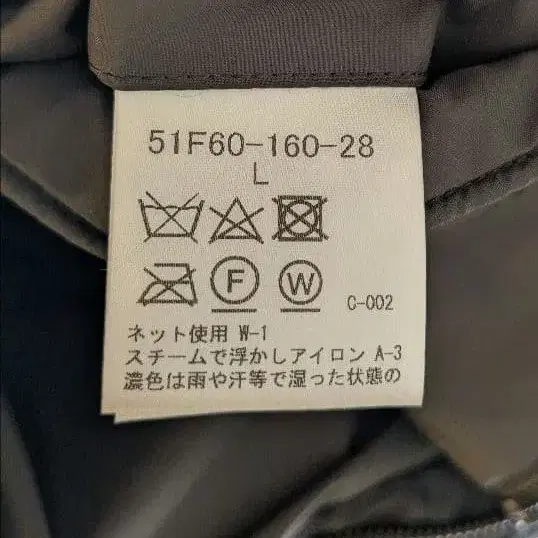 51F60-160-28
L
F W
C-002
ネット使用 W-1
スチームで浮かしアイロン A-3
濃色は雨や汗等で湿った状態の